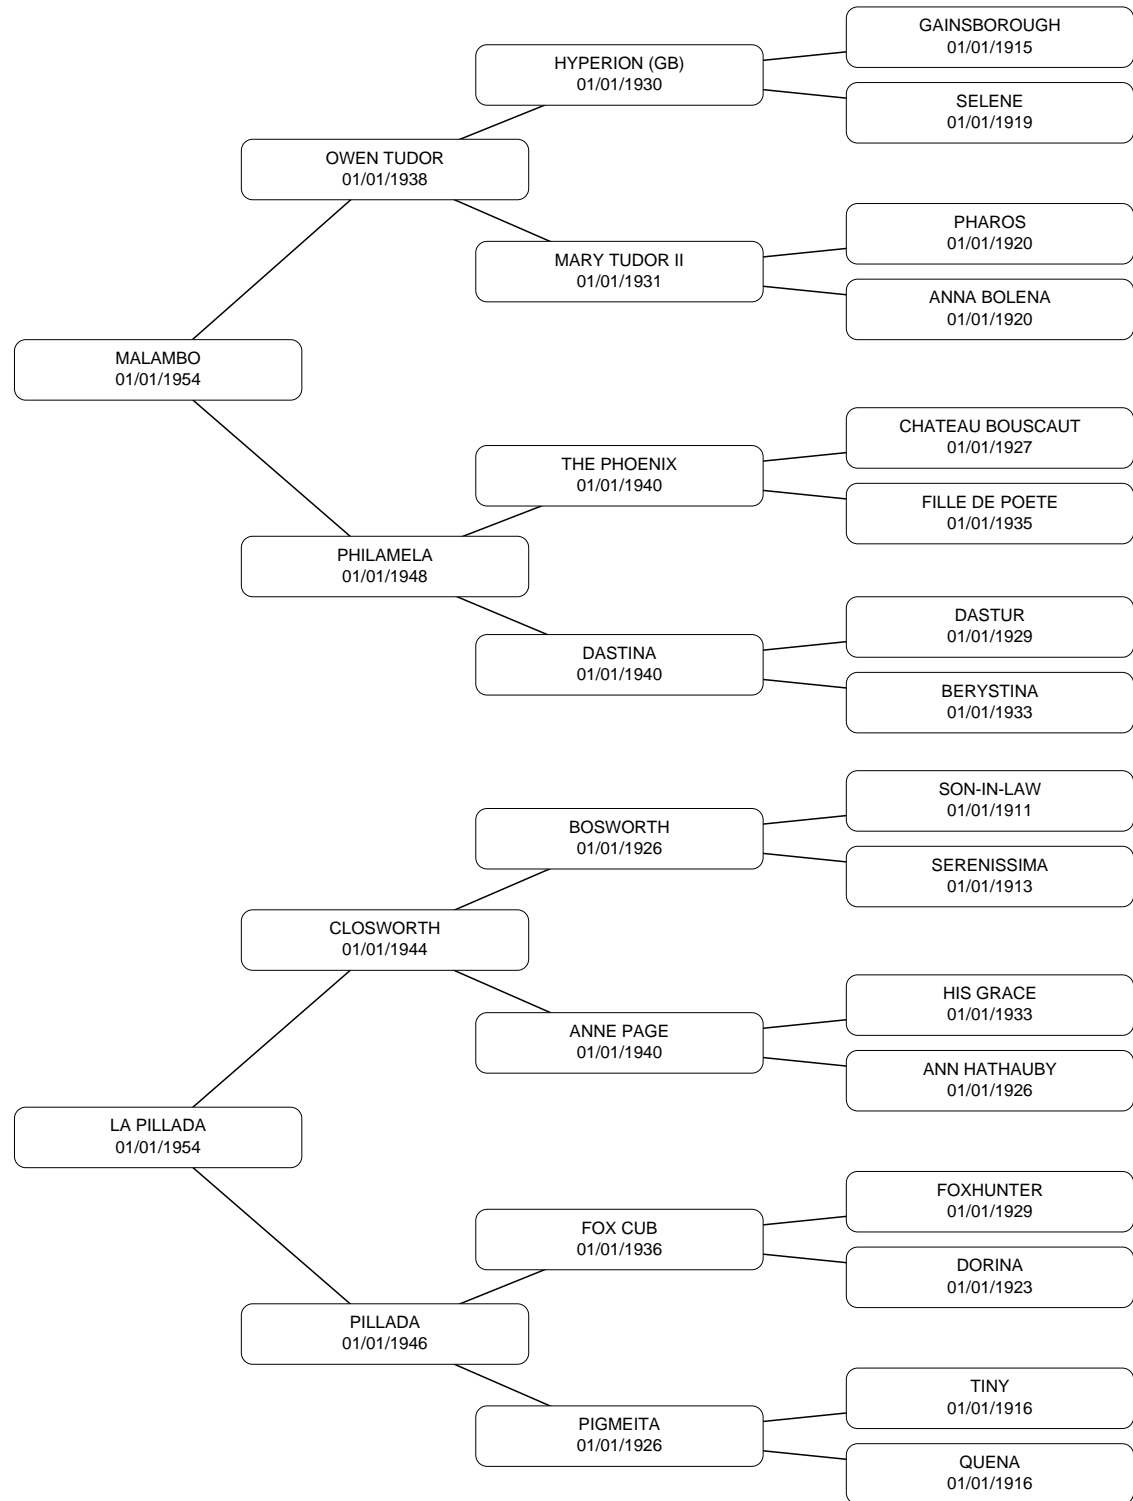 GAINSBOROUGH
01/01/1915
HYPERION (GB)
01/01/1930
SELENE
01/01/1919
OWEN TUDOR
01/01/1938
PHAROS
01/01/1920
MARY TUDOR II
01/01/1931
ANNA BOLENA
01/01/1920
MALAMBO
01/01/1954
CHATEAU BOUSCAUT
01/01/1927
THE PHOENIX
01/01/1940
FILLE DE POETE
01/01/1935
PHILAMELA
01/01/1948
DASTUR
01/01/1929
DASTINA
01/01/1940
BERYSTINA
01/01/1933
SON-IN-LAW
01/01/1911
BOSWORTH
01/01/1926
SERENISSIMA
01/01/1913
CLOSWORTH
01/01/1944
HIS GRACE
01/01/1933
ANNE PAGE
01/01/1940
ANN HATHAUBY
01/01/1926
LA PILLADA
01/01/1954
FOXHUNTER
01/01/1929
FOX CUB
01/01/1936
DORINA
01/01/1923
PILLADA
01/01/1946
TINY
01/01/1916
PIGMEITA
01/01/1926
QUENA
01/01/1916